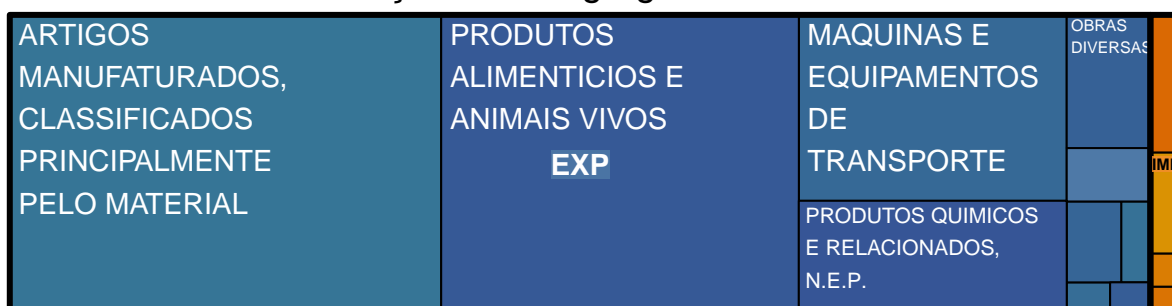 ARTIGOS
MANUFATURADOS,
CLASSIFICADOS
PRINCIPALMENTE
PELO MATERIAL
PRODUTOS
ALIMENTICIOS E
ANIMAIS VIVOS
EXP
MAQUINAS E
EQUIPAMENTOS
DE
TRANSPORTE
PRODUTOS QUIMICOS
E RELACIONADOS,
N.E.P.
OBRAS
DIVERSAS